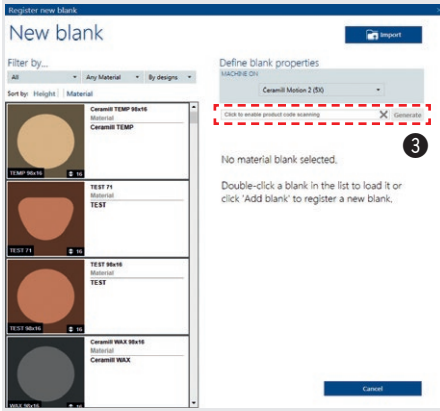 Register new blank
New blank
Import
Filter by...
All
Any Material
By designs
Sort by: Height Material
Ceramill TEMP 98x16
Material
Ceramill TEMP
TEMP 98x16
16
TEST 71
Material
TEST
TEST 71
16
TEST 98x16
Material
TEST
TEST 98x16
16
Ceramill WAX 98x16
Material
Ceramill WAX
WAX 98x16
16
Define blank properties
MACHINE ON
Ceramill Motion 2 (5X)
Click to enable product code scanning
Generate
3
No material blank selected.
Double-click a blank in the list to load it or
click 'Add blank' to register a new blank.
Cancel